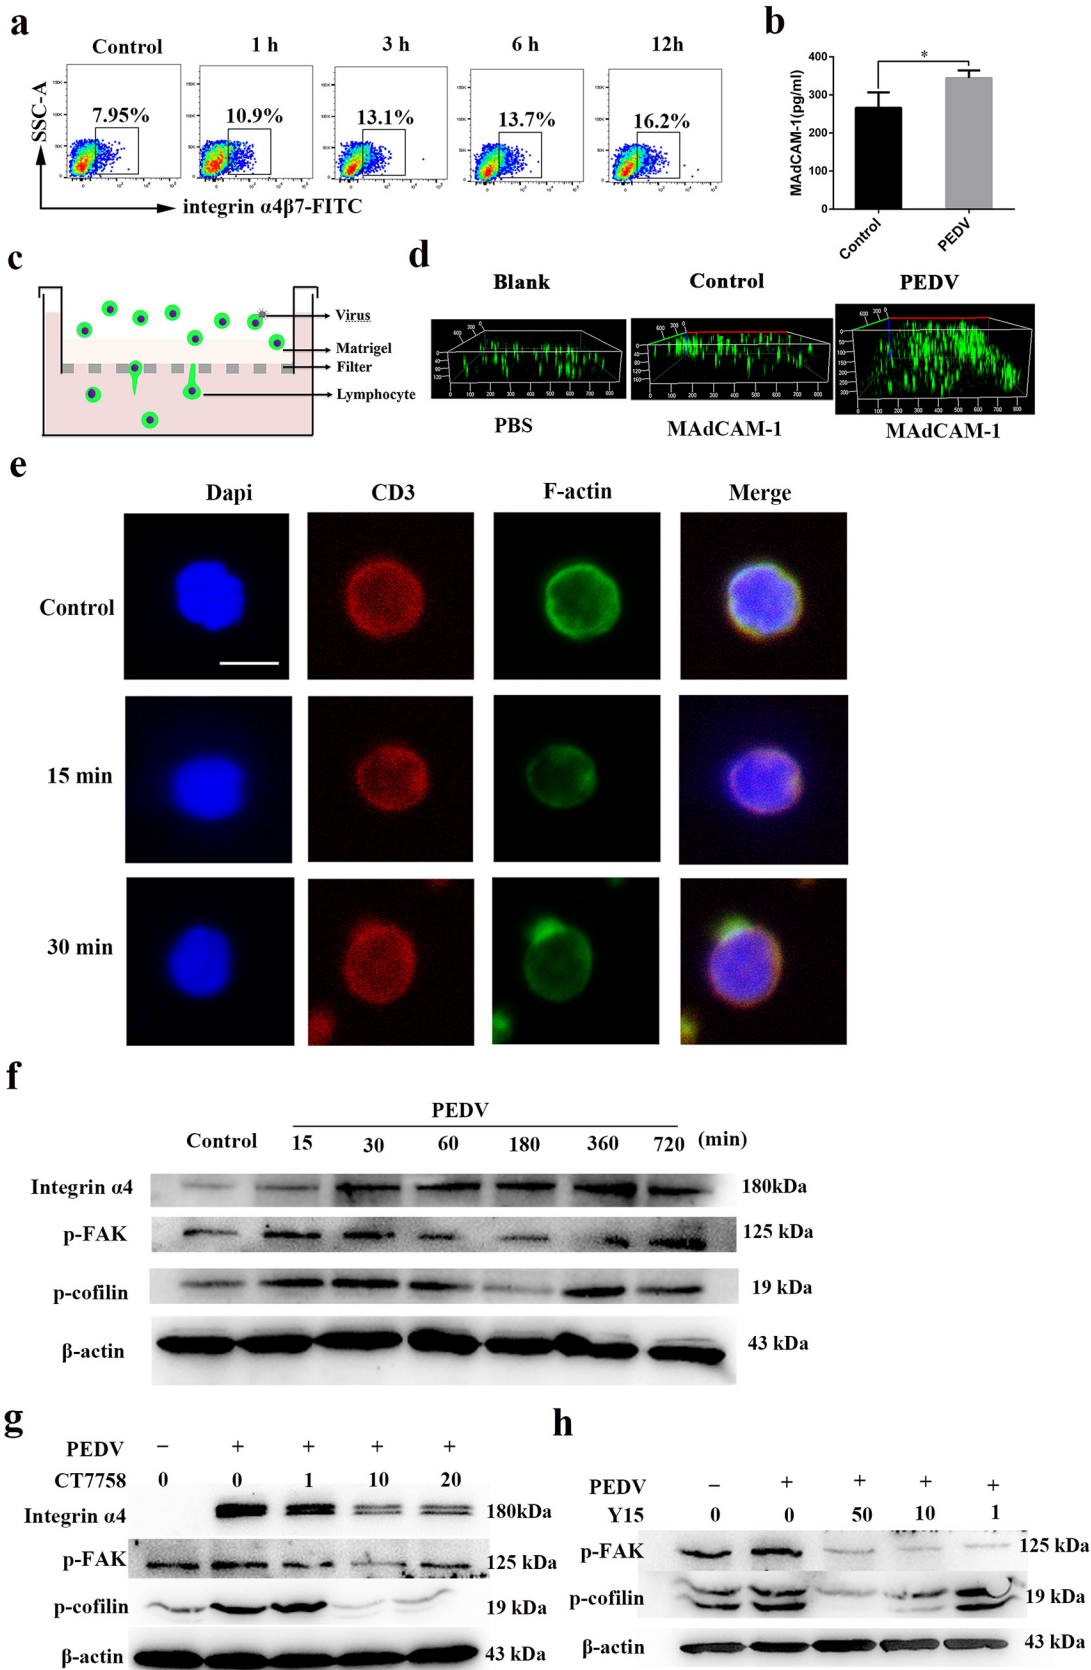 a
Control 1 h 3 h 6 h 12h
SSC-A
7.95% 10.9% 13.1% 13.7% 16.2%
integrin α4β7-FITC
b
*
MAdCAM-1(pg/ml)
400
300
200
100
0
Control PEDV
c
Virus
Matrigel
Filter
Lymphocyte
d
Blank Control PEDV
PBS MAdCAM-1 MAdCAM-1
e
Dapi CD3 F-actin Merge
Control
15 min
30 min
f
PEDV
Control 15 30 60 180 360 720 (min)
Integrin α4 180kDa
p-FAK 125 kDa
p-cofilin 19 kDa
β-actin 43 kDa
g
PEDV − + + + +
CT7758 0 0 1 10 20
Integrin α4 180kDa
p-FAK 125 kDa
p-cofilin 19 kDa
β-actin 43 kDa
h
PEDV − + + + +
Y15 0 0 50 10 1
p-FAK 125 kDa
p-cofilin 19 kDa
β-actin 43 kDa